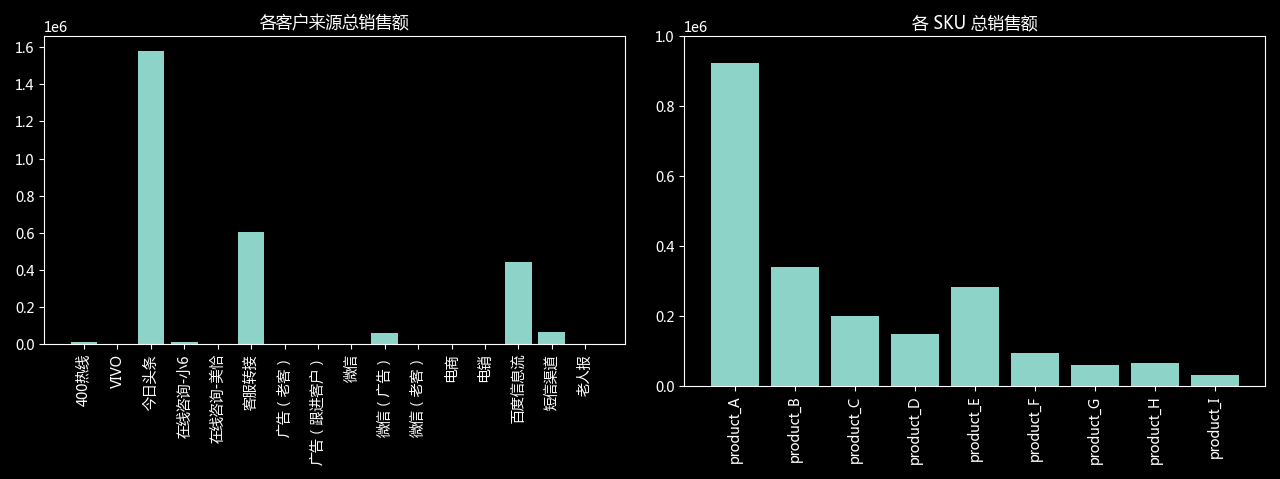 各客户来源总销售额
1e6
1.6
1.4
1.2
1.0
0.8
0.6
0.4
0.2
0.0
400热线
VIVO
今日头条
在线咨询-小6
在线咨询-美恰
客服转接
广告（老客）
广告（跟进客户）
微信
微信（广告）
微信（老客）
电商
电销
百度信息流
短信渠道
老人报
各 SKU 总销售额
1e6
1.0
0.8
0.6
0.4
0.2
0.0
product_A
product_B
product_C
product_D
product_E
product_F
product_G
product_H
product_I